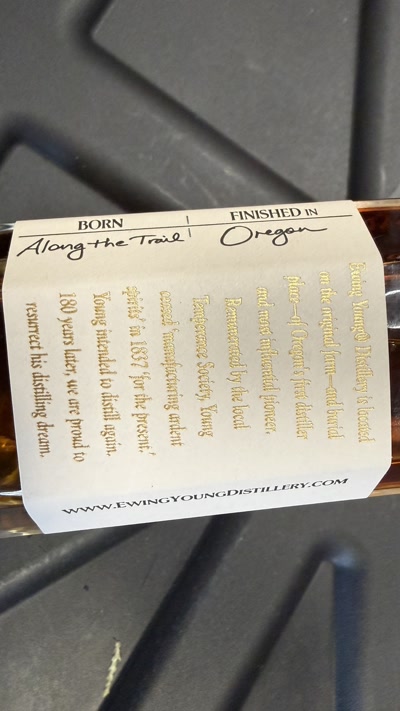 BORN | FINISHED IN
Along the Trail | Oregon
Ewing Young® Distillery is located
on the original farm—and burial
place—of Oregon's first distiller
and most influential pioneer.
Remunerated by the local
Temperance Society, Young
ceased 'manufacturing ardent
spirits' in 1837 'for the present.'
Young intended to distill again.
180 years later, we are proud to
resurrect his distilling dream.
WWW.EWINGYOUNGDISTILLERY.COM